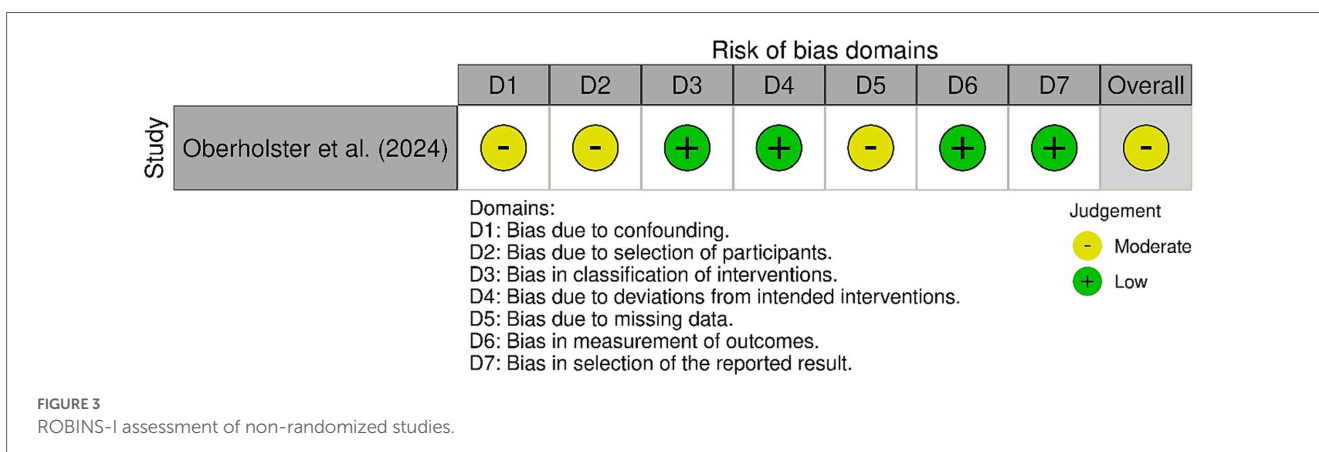 Risk of bias domains
D1 D2 D3 D4 D5 D6 D7 Overall
Study
Oberholster et al. (2024) - - + + - + + -
Domains:
D1: Bias due to confounding.
D2: Bias due to selection of participants.
D3: Bias in classification of interventions.
D4: Bias due to deviations from intended interventions.
D5: Bias due to missing data.
D6: Bias in measurement of outcomes.
D7: Bias in selection of the reported result.
Judgement
- Moderate
+ Low
FIGURE 3
ROBINS-I assessment of non-randomized studies.